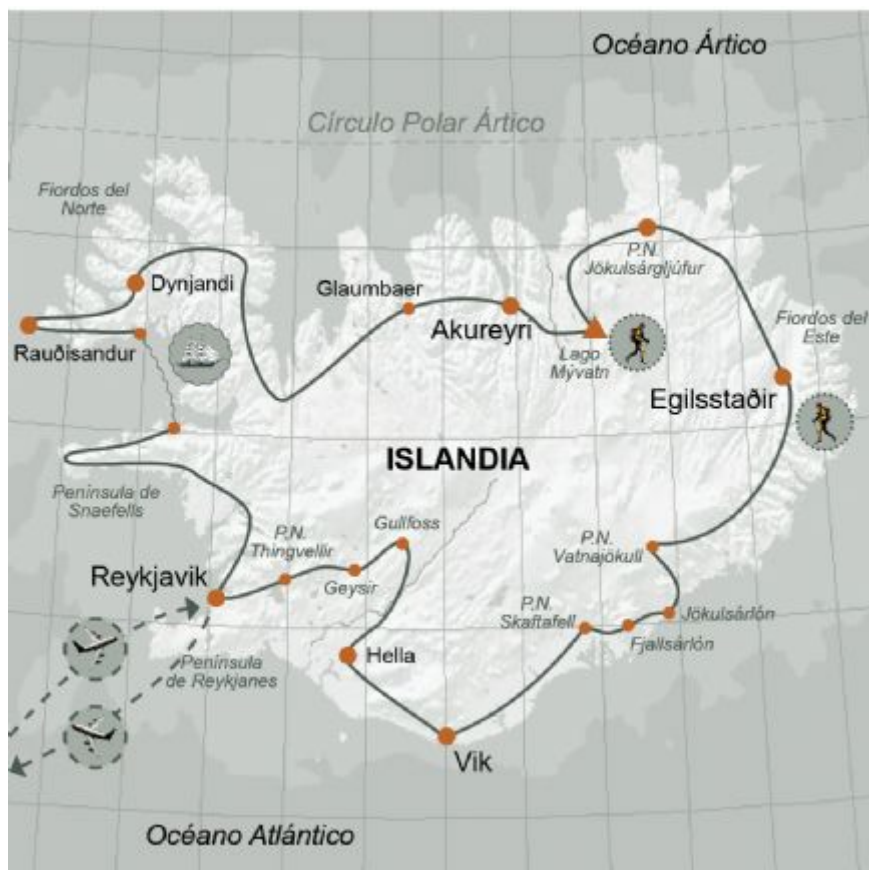 Océano Ártico
Círculo Polar Ártico
Fiordos del
Norte
P.N.
Jökulsárgljúfur
Dynjandi
Glaumbaer
Akureyri
Rauðisandur
Lago
Mývatn
Fiordos del
Este
Egilsstaðir
ISLANDIA
Península de
Snaefells
P.N.
Thingvellir
Gullfoss
Geysir
P.N.
Vatnajökull
Reykjavik
P.N.
Skaftafell
Jökulsárlón
Fjallsárlón
Península
de Reykjanes
Hella
Vik
Océano Atlántico